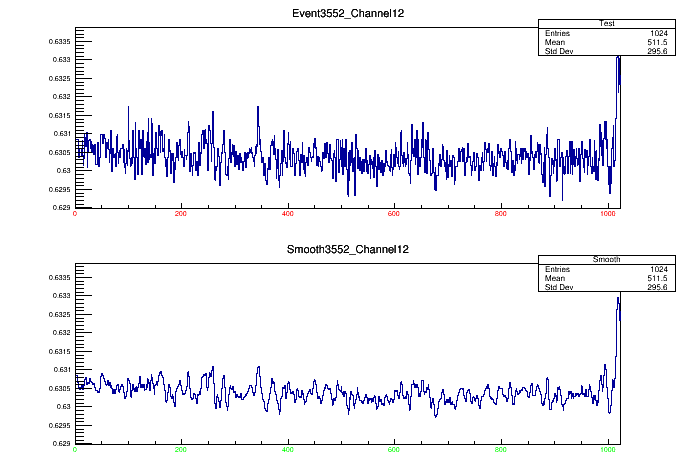 Event3552_Channel12
Test
Entries 1024
Mean 511.5
Std Dev 295.6
0.6335
0.633
0.6325
0.632
0.6315
0.631
0.6305
0.63
0.6295
0.629
0 200 400 600 800 1000
Smooth3552_Channel12
Smooth
Entries 1024
Mean 511.5
Std Dev 295.6
0.6335
0.633
0.6325
0.632
0.6315
0.631
0.6305
0.63
0.6295
0.629
0 200 400 600 800 1000